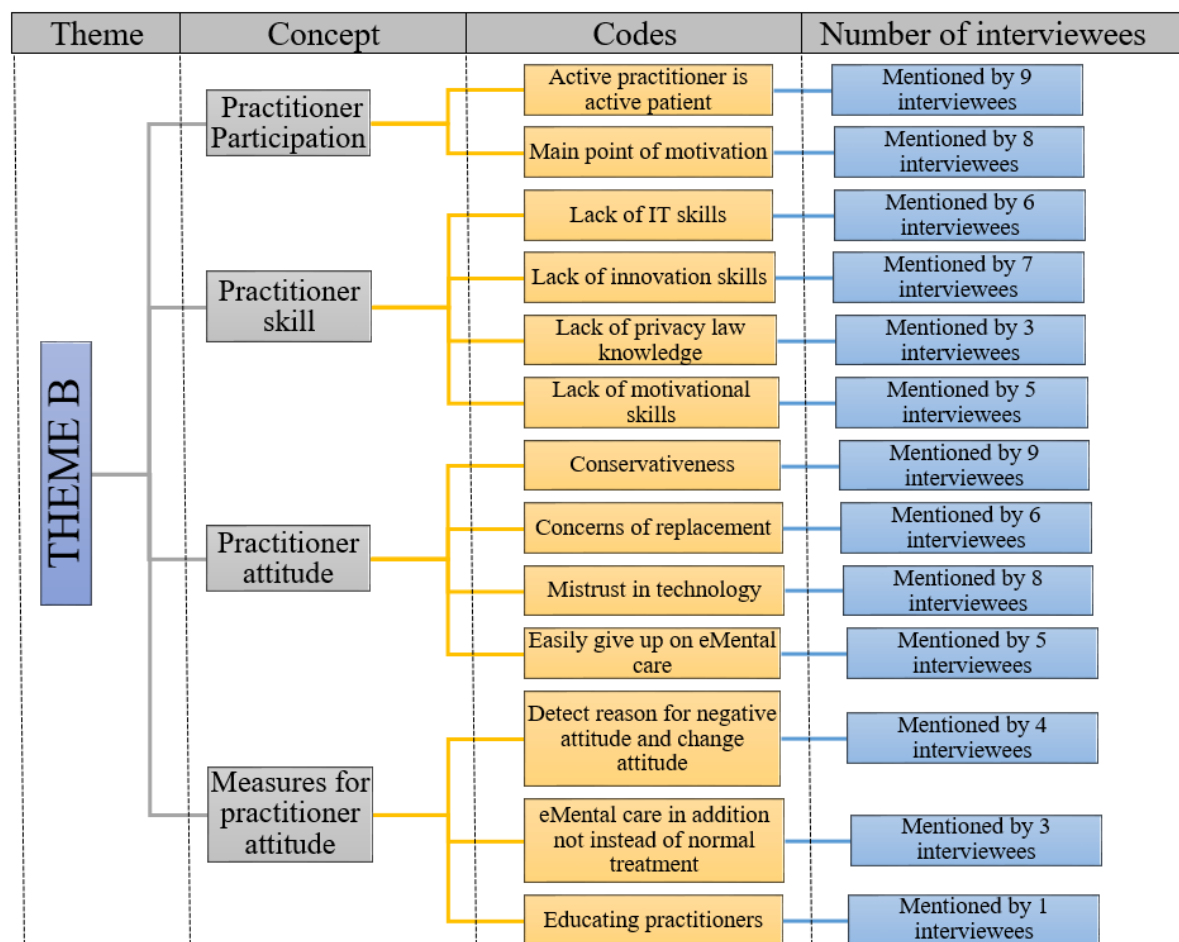 Theme
Concept
Codes
Number of interviewees
THEME B
Practitioner
Participation
Active practitioner is
active patient
Mentioned by 9
interviewees
Main point of motivation
Mentioned by 8
interviewees
Practitioner
skill
Lack of IT skills
Mentioned by 6
interviewees
Lack of innovation skills
Mentioned by 7
interviewees
Lack of privacy law
knowledge
Mentioned by 3
interviewees
Lack of motivational
skills
Mentioned by 5
interviewees
Practitioner
attitude
Conservativeness
Mentioned by 9
interviewees
Concerns of replacement
Mentioned by 6
interviewees
Mistrust in technology
Mentioned by 8
interviewees
Easily give up on eMental
care
Mentioned by 5
interviewees
Measures for
practitioner
attitude
Detect reason for negative
attitude and change
attitude
Mentioned by 4
interviewees
eMental care in addition
not instead of normal
treatment
Mentioned by 3
interviewees
Educating practitioners
Mentioned by 1
interviewees